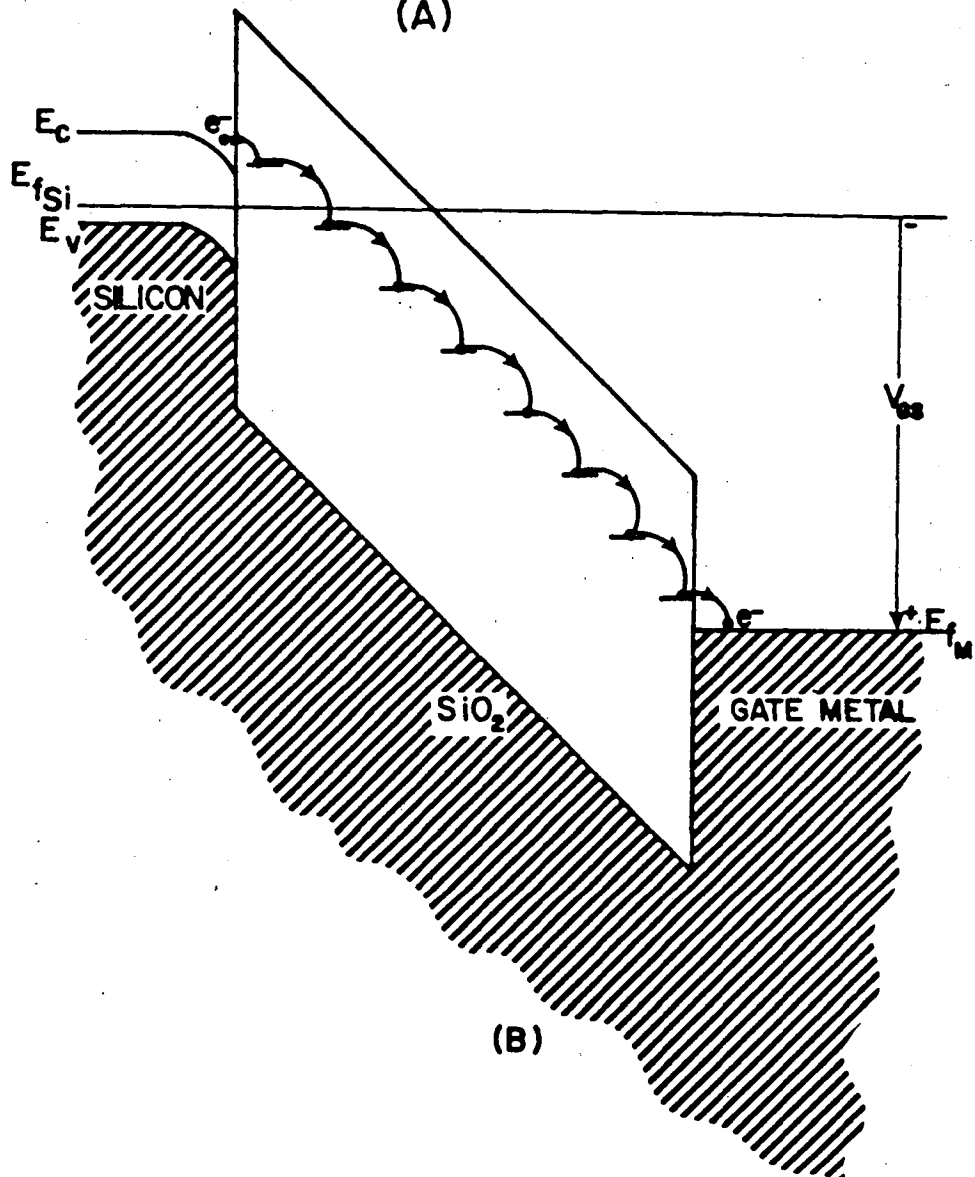 (A)
e-
Ec
EfSi
Ev
-
SILICON
VGS
e-
+ EfM
SiO2
GATE METAL
(B)